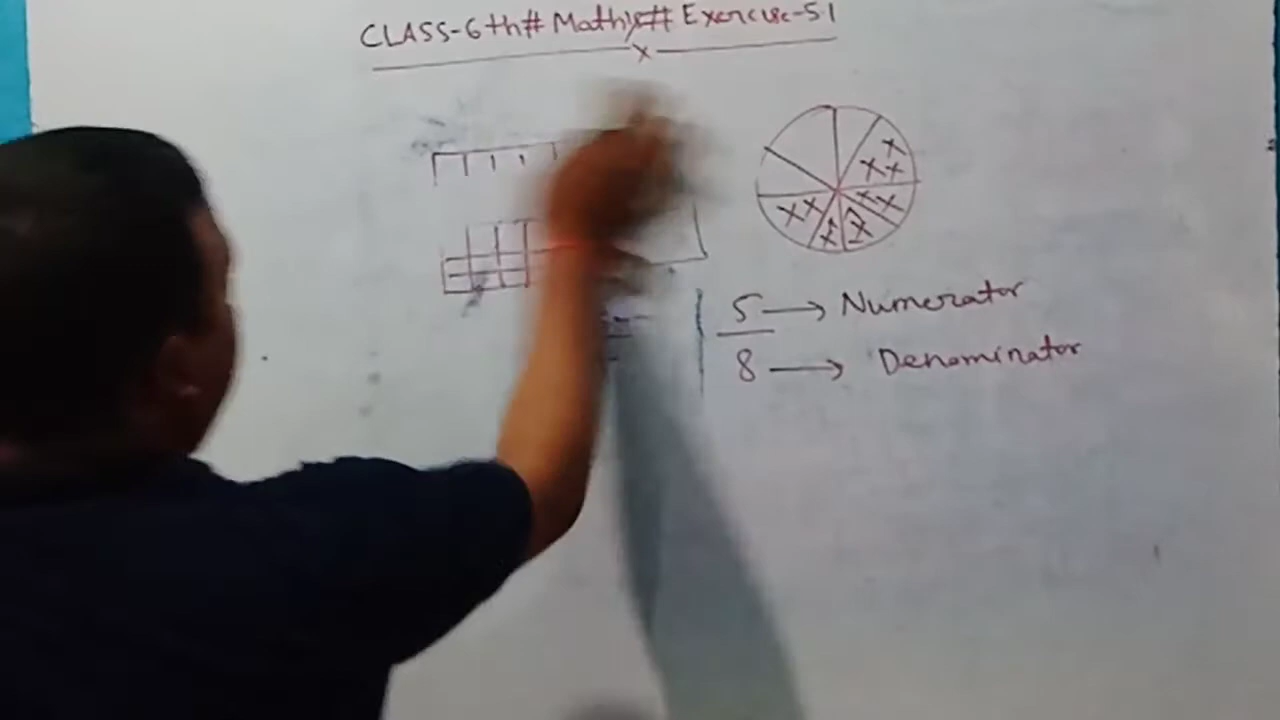 CLASS-6th# Maths# Exercise-5.1
x
5 → Numerator
8 → Denominator